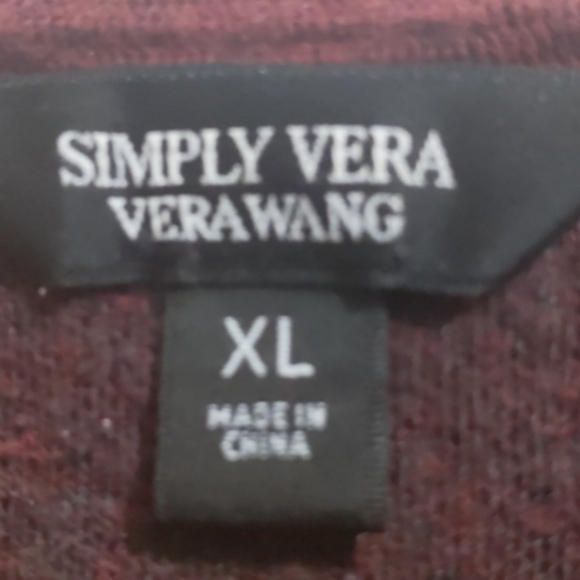 SIMPLY VERA
VERAWANG
XL
MADE IN
CHINA